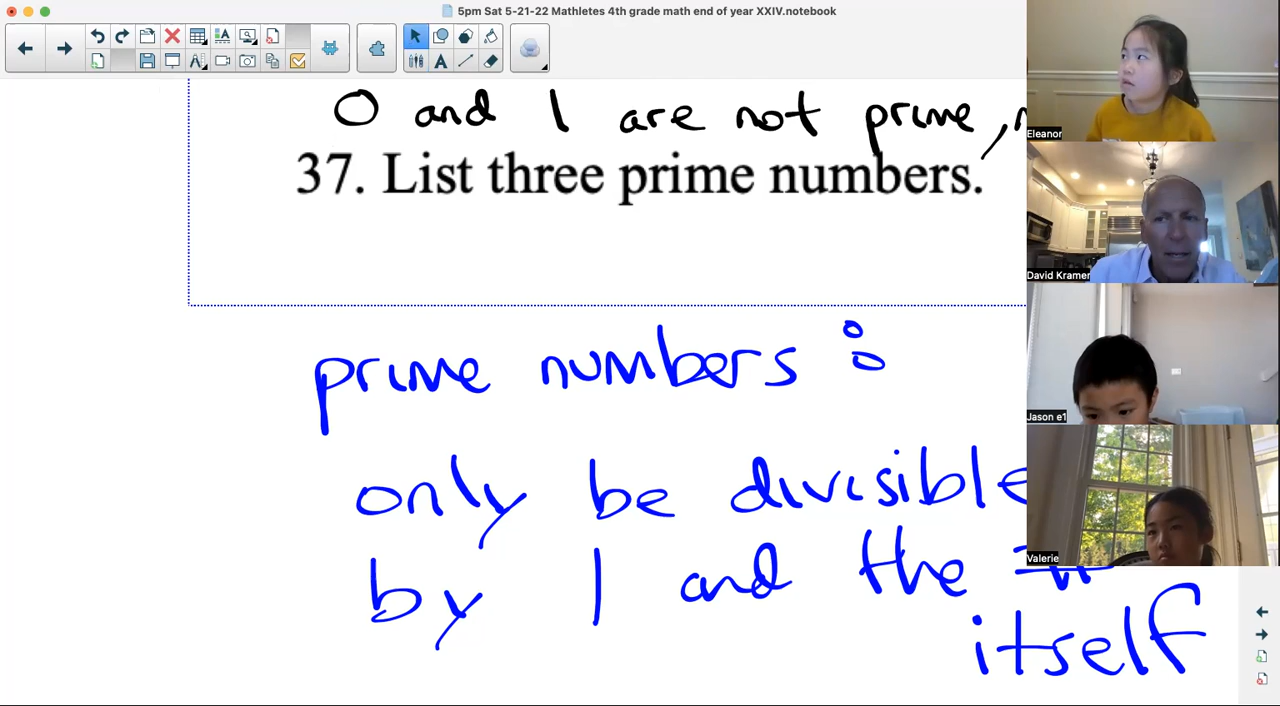 5pm Sat 5-21-22 Mathletes 4th grade math end of year XXIV.notebook
0 and 1 are not prime,
37. List three prime numbers.
prime numbers :
only be divisible
by 1 and the
itself
Eleanor
David Kramer
Jason e1
Valerie